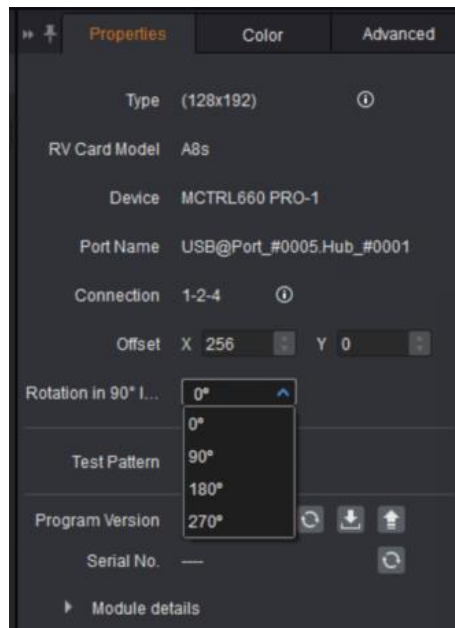 Properties Color Advanced
Type (128x192)
RV Card Model A8s
Device MCTRL660 PRO-1
Port Name USB@Port_#0005.Hub_#0001
Connection 1-2-4
Offset X 256 Y 0
Rotation in 90° I... 0°
0°
Test Pattern 90°
180°
Program Version 270°
Serial No. ----
Module details